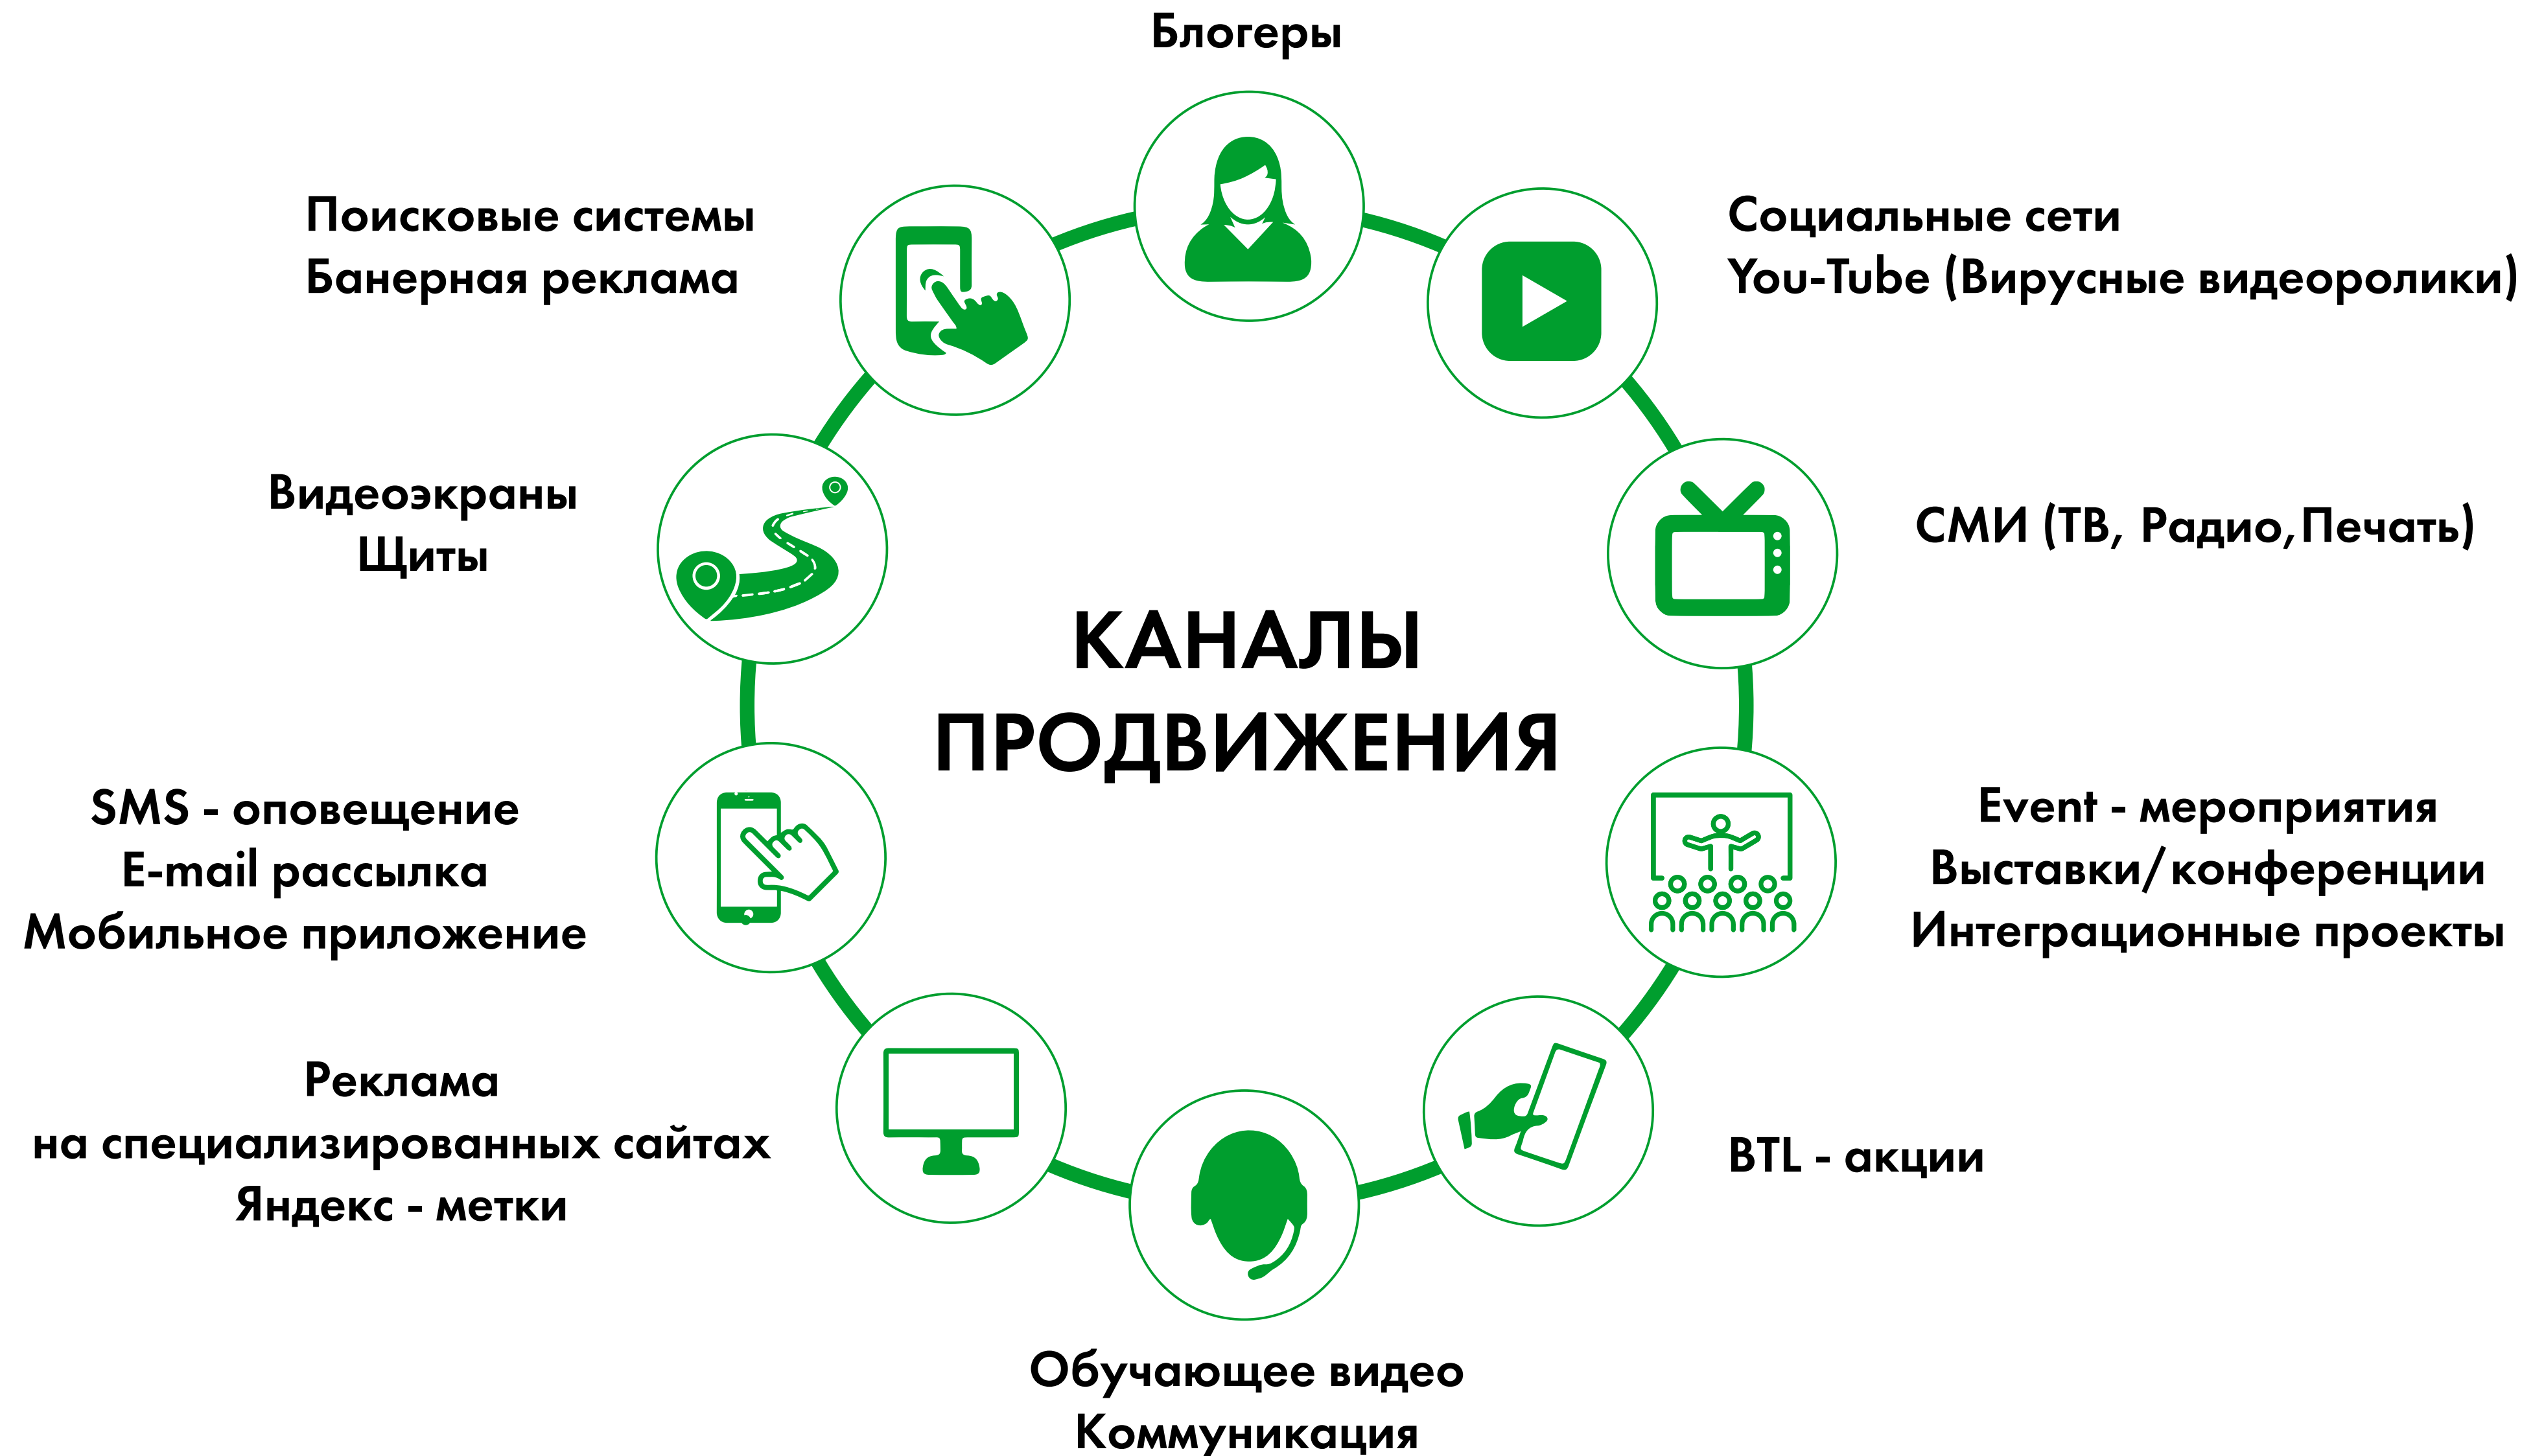 Блогеры
Поисковые системы
Банерная реклама
Социальные сети
You-Tube (Вирусные видеоролики)
Видеоэкраны
Щиты
СМИ (ТВ, Радио,Печать)
КАНАЛЫ
ПРОДВИЖЕНИЯ
SMS - оповещение
E-mail рассылка
Мобильное приложение
Event - мероприятия
Выставки/конференции
Интеграционные проекты
Реклама
на специализированных сайтах
Яндекс - метки
BTL - акции
Обучающее видео
Коммуникация